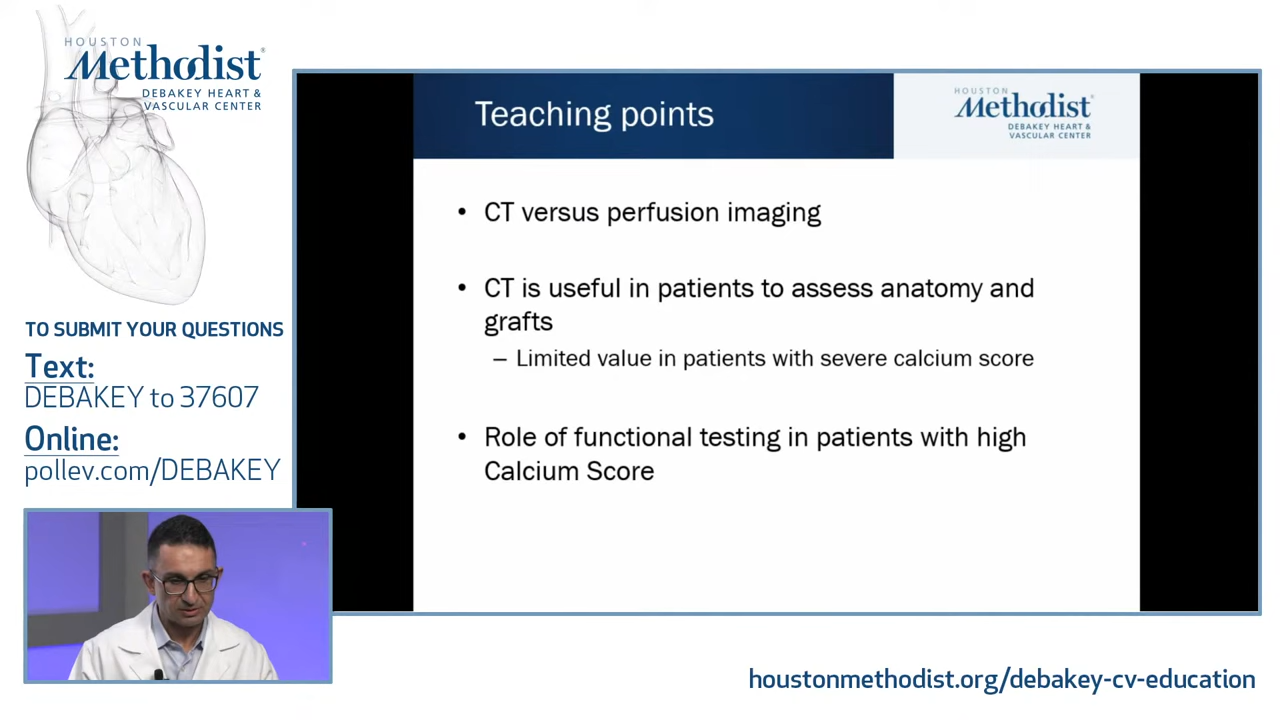 HOUSTON
Methodist®
DEBAKEY HEART &
VASCULAR CENTER
TO SUBMIT YOUR QUESTIONS
Text:
DEBAKEY to 37607
Online:
pollev.com/DEBAKEY
Teaching points
HOUSTON
Methodist®
DEBAKEY HEART &
VASCULAR CENTER
• CT versus perfusion imaging
• CT is useful in patients to assess anatomy and
grafts
– Limited value in patients with severe calcium score
• Role of functional testing in patients with high
Calcium Score
houstonmethodist.org/debakey-cv-education